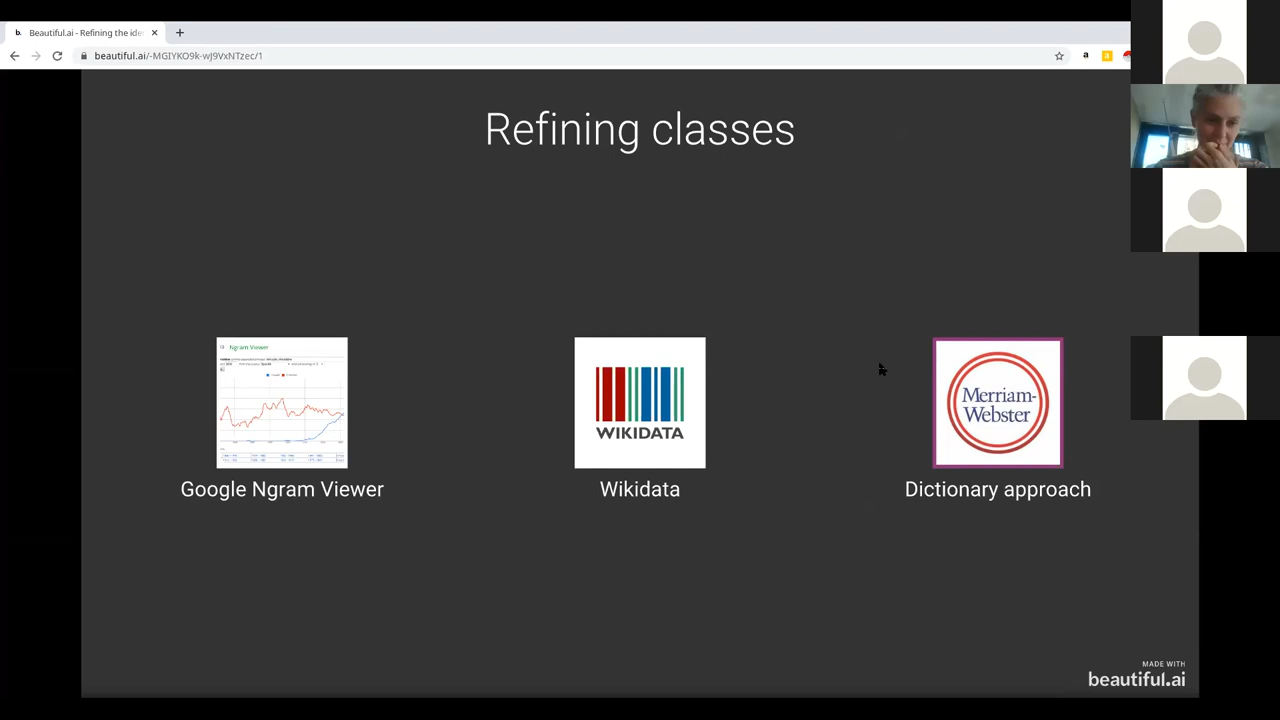 b. Beautiful.ai - Refining the ide
beautiful.ai/-MGIYKO9k-wJ9VxNTzec/1
Refining classes
Ngram Viewer
WIKIDATA
Merriam-
Webster
Google Ngram Viewer
Wikidata
Dictionary approach
MADE WITH
beautiful.ai